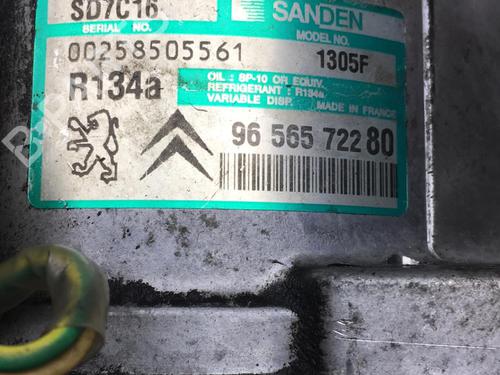 SD7C16
SANDEN
SERIAL NO.
MODEL NO.
00258505561
1305F
R134a
OIL : SP-10 OR EQUIV.
REFRIGERANT : R134a
VARIABLE DISP.
MADE IN FRANCE
96 565 722 80